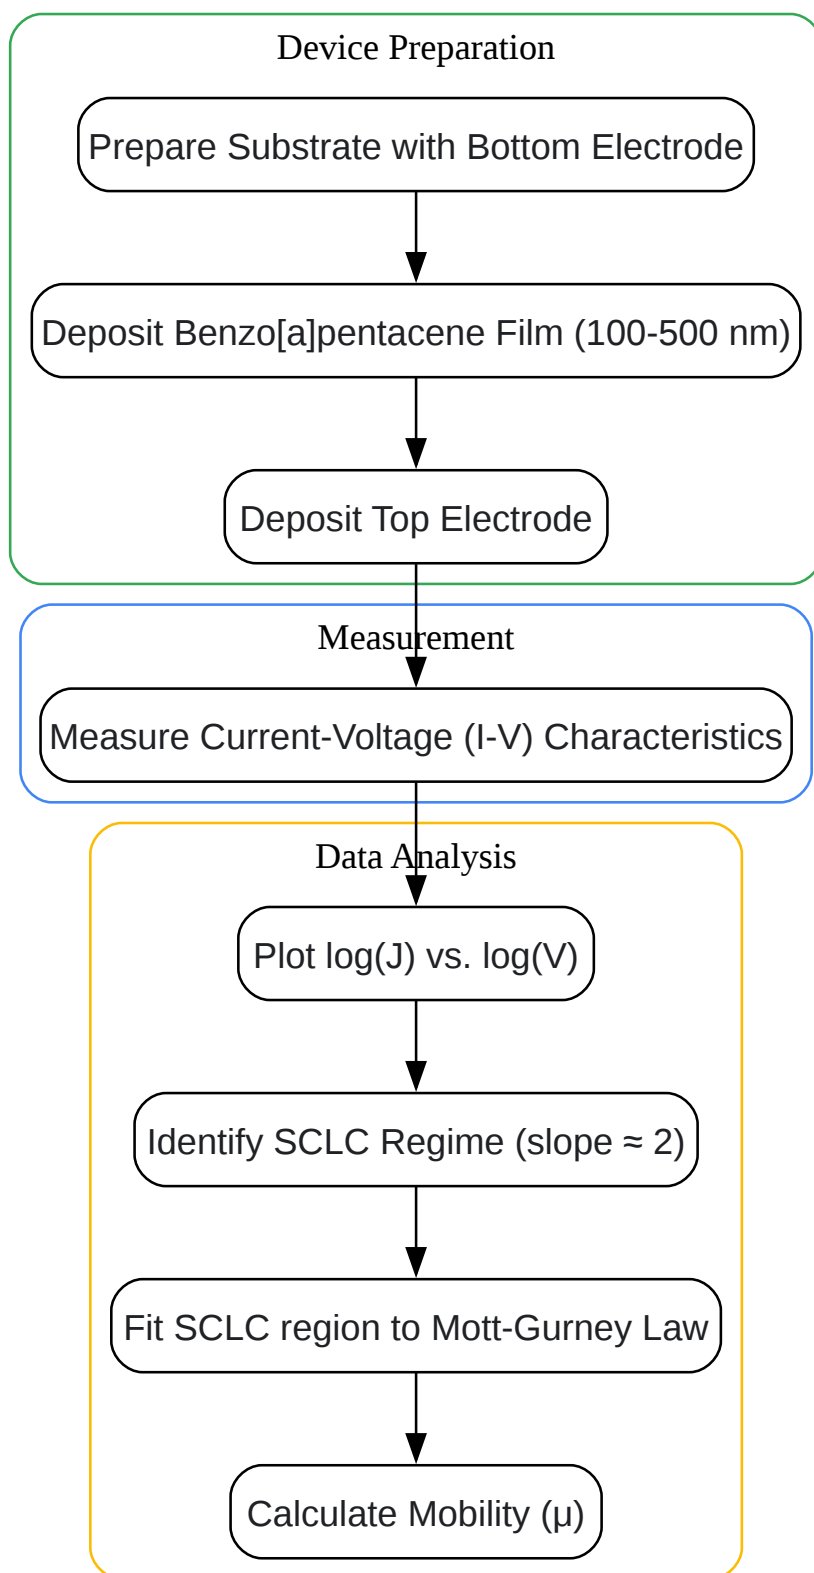 Device Preparation
Prepare Substrate with Bottom Electrode
Deposit Benzo[a]pentacene Film (100-500 nm)
Deposit Top Electrode
Measurement
Measure Current-Voltage (I-V) Characteristics
Data Analysis
Plot log(J) vs. log(V)
Identify SCLC Regime (slope ≈ 2)
Fit SCLC region to Mott-Gurney Law
Calculate Mobility (μ)